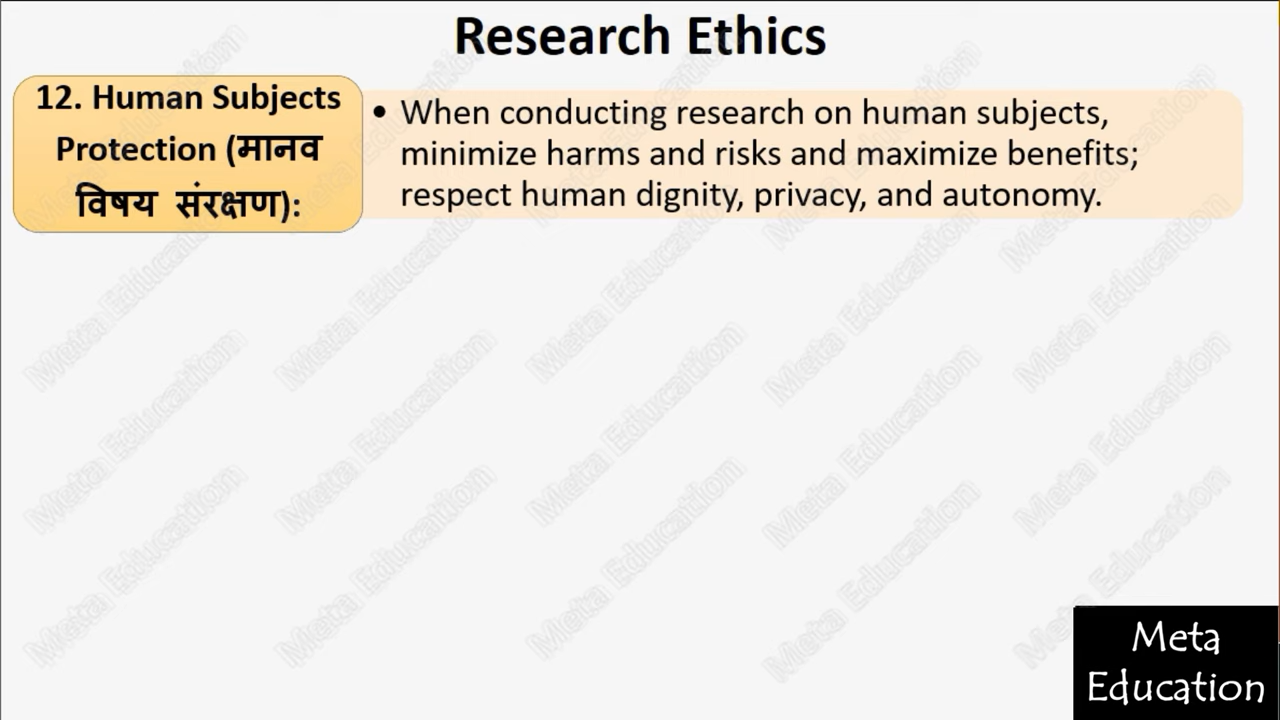 Research Ethics
12. Human Subjects
Protection (मानव
विषय संरक्षण):
• When conducting research on human subjects,
minimize harms and risks and maximize benefits;
respect human dignity, privacy, and autonomy.
Meta
Education